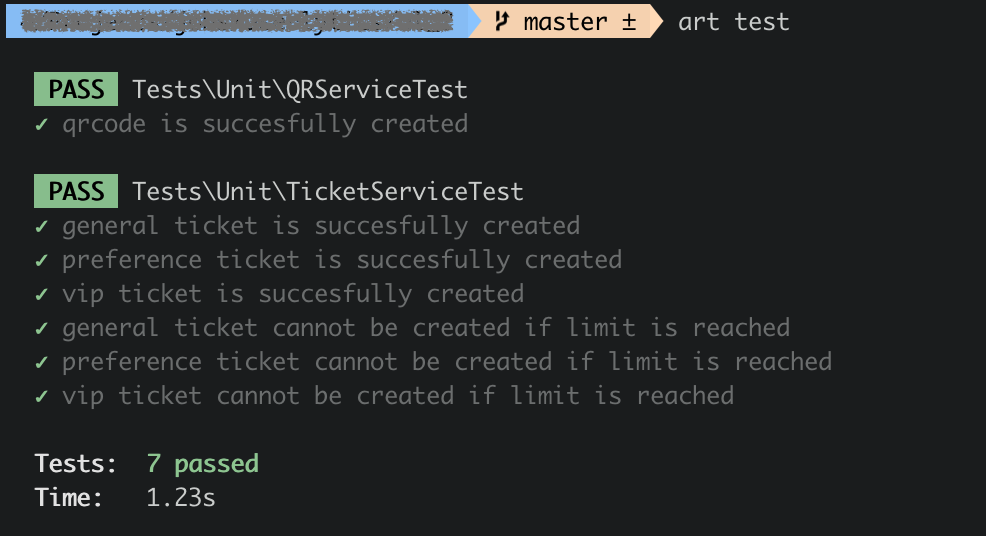 master ± art test
PASS Tests\Unit\QRServiceTest
✓ qrcode is succesfully created
PASS Tests\Unit\TicketServiceTest
✓ general ticket is succesfully created
✓ preference ticket is succesfully created
✓ vip ticket is succesfully created
✓ general ticket cannot be created if limit is reached
✓ preference ticket cannot be created if limit is reached
✓ vip ticket cannot be created if limit is reached
Tests: 7 passed
Time: 1.23s